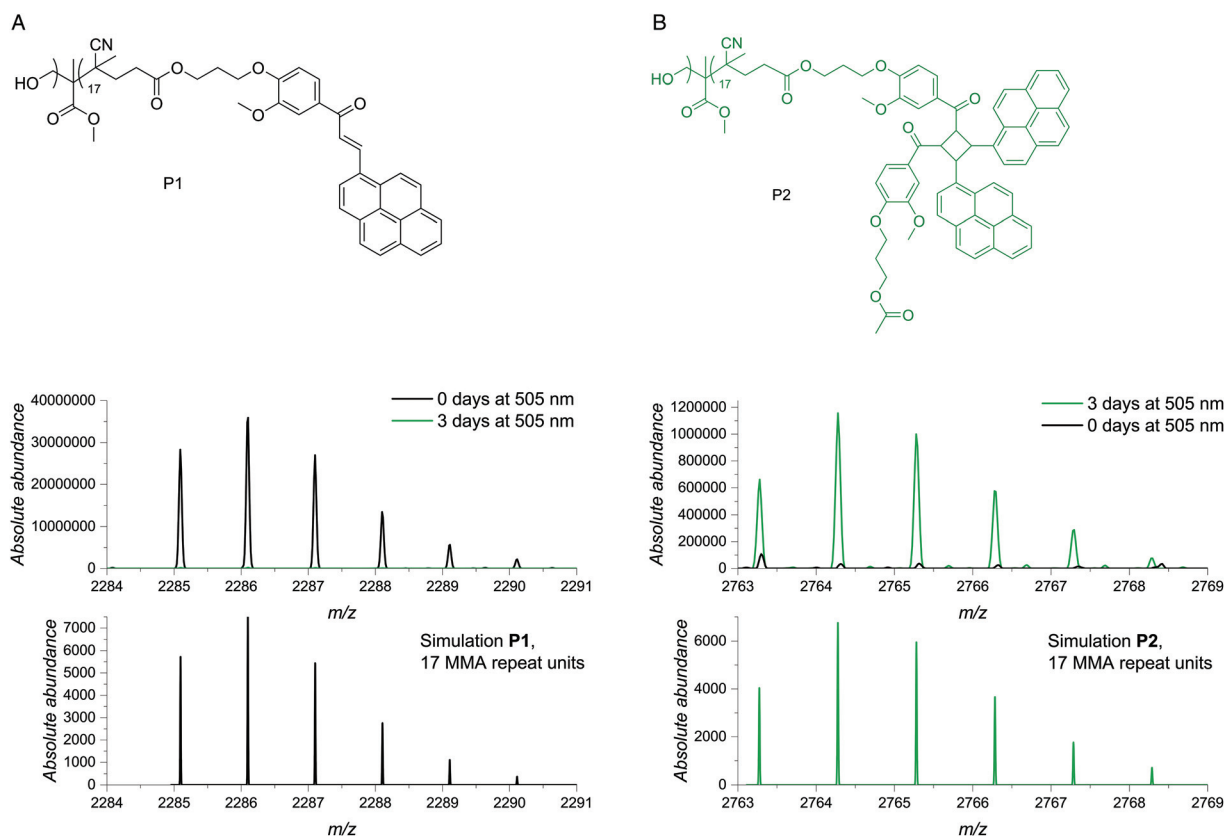 A
CN
O
O
HO
17
O
O
O
O
O
P1
B
CN
O
O
HO
17
O
O
O
O
O
O
O
O
O
O
P2
0 days at 505 nm
3 days at 505 nm
Absolute abundance
40000000
30000000
20000000
10000000
0
2284 2285 2286 2287 2288 2289 2290 2291
m/z
Simulation P1,
17 MMA repeat units
Absolute abundance
7000
6000
5000
4000
3000
2000
1000
0
2284 2285 2286 2287 2288 2289 2290 2291
m/z
3 days at 505 nm
0 days at 505 nm
Absolute abundance
1200000
1000000
800000
600000
400000
200000
0
2763 2764 2765 2766 2767 2768 2769
m/z
Simulation P2,
17 MMA repeat units
Absolute abundance
6000
4000
2000
0
2763 2764 2765 2766 2767 2768 2769
m/z